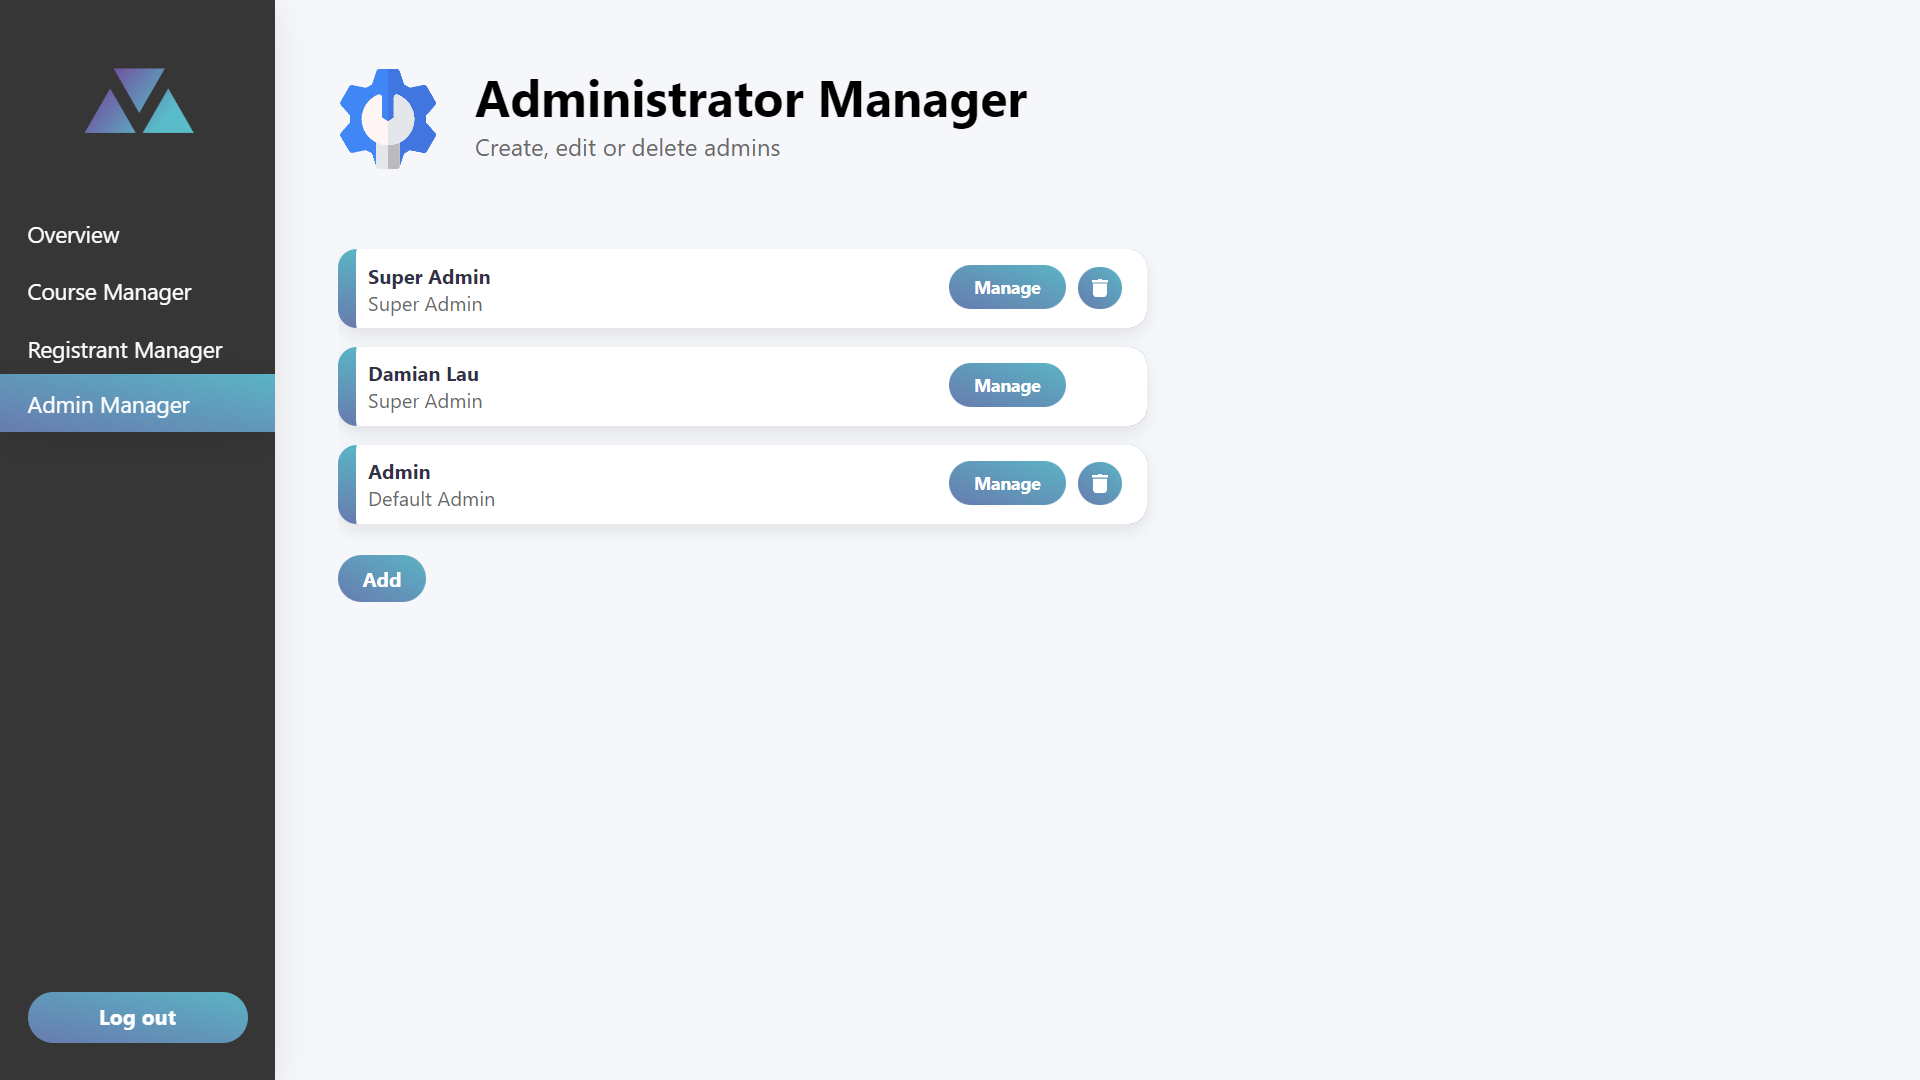 Administrator Manager
Create, edit or delete admins
Overview
Course Manager
Registrant Manager
Admin Manager
Log out
Super Admin
Super Admin
Manage
Damian Lau
Super Admin
Manage
Admin
Default Admin
Manage
Add